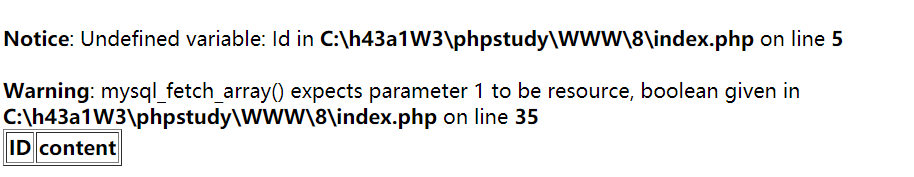 Notice: Undefined variable: Id in C:\h43a1W3\phpstudy\WWW\8\index.php on line 5
Warning: mysql_fetch_array() expects parameter 1 to be resource, boolean given in
C:\h43a1W3\phpstudy\WWW\8\index.php on line 35
ID content